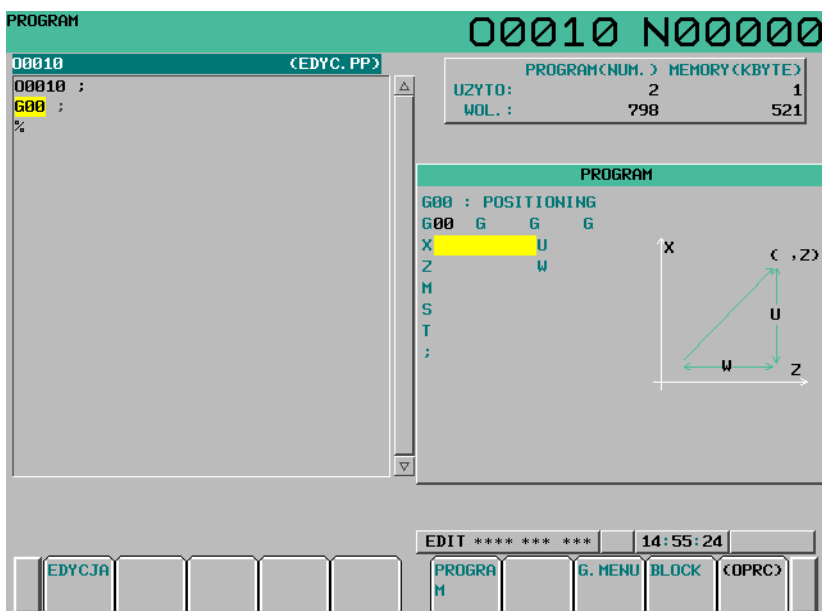 PROGRAM
O0010 N00000
O0010 (EDYC.PP)
O0010 ;
G00 ;
%
PROGRAM(NUM.) MEMORY(KBYTE)
UZYTO: 2 1
WOL.: 798 521
PROGRAM
G00 : POSITIONING
G00 G G G
X U
Z W
M
S
T
;
X
( ,Z)
U
W
Z
EDIT **** *** *** 14:55:24
EDYCJA
PROGRA
M
G.MENU
BLOCK
(OPRC)